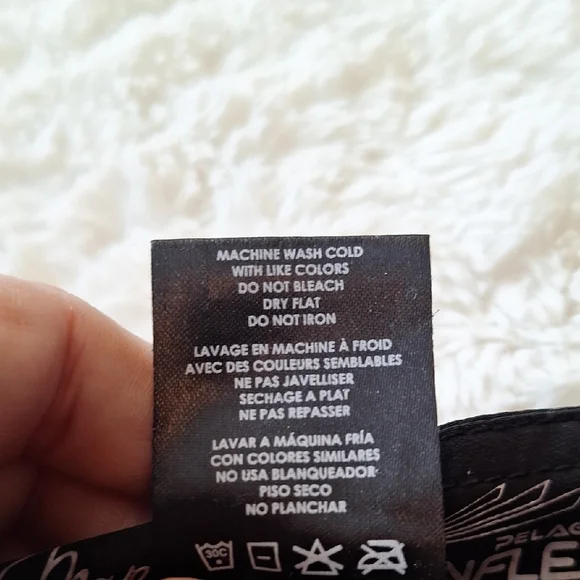 MACHINE WASH COLD
WITH LIKE COLORS
DO NOT BLEACH
DRY FLAT
DO NOT IRON
LAVAGE EN MACHINE À FROID
AVEC DES COULEURS SEMBLABLES
NE PAS JAVELLISER
SECHAGE A PLAT
NE PAS REPASSER
LAVAR A MÁQUINA FRÍA
CON COLORES SIMILARES
NO USA BLANQUEADOR
PISO SECO
NO PLANCHAR
30C
PELAG